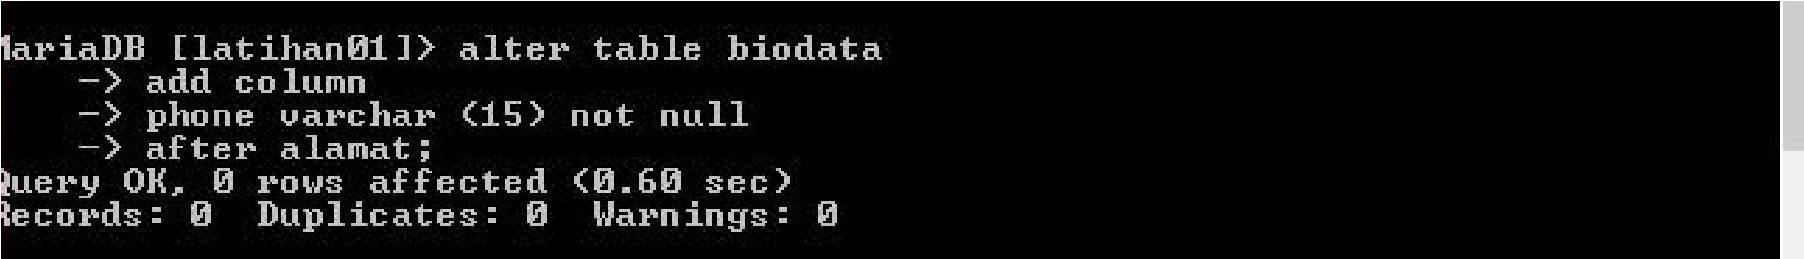 MariaDB [latihan01]> alter table biodata
-> add column
-> phone varchar (15) not null
-> after alamat;
Query OK, 0 rows affected (0.60 sec)
Records: 0 Duplicates: 0 Warnings: 0